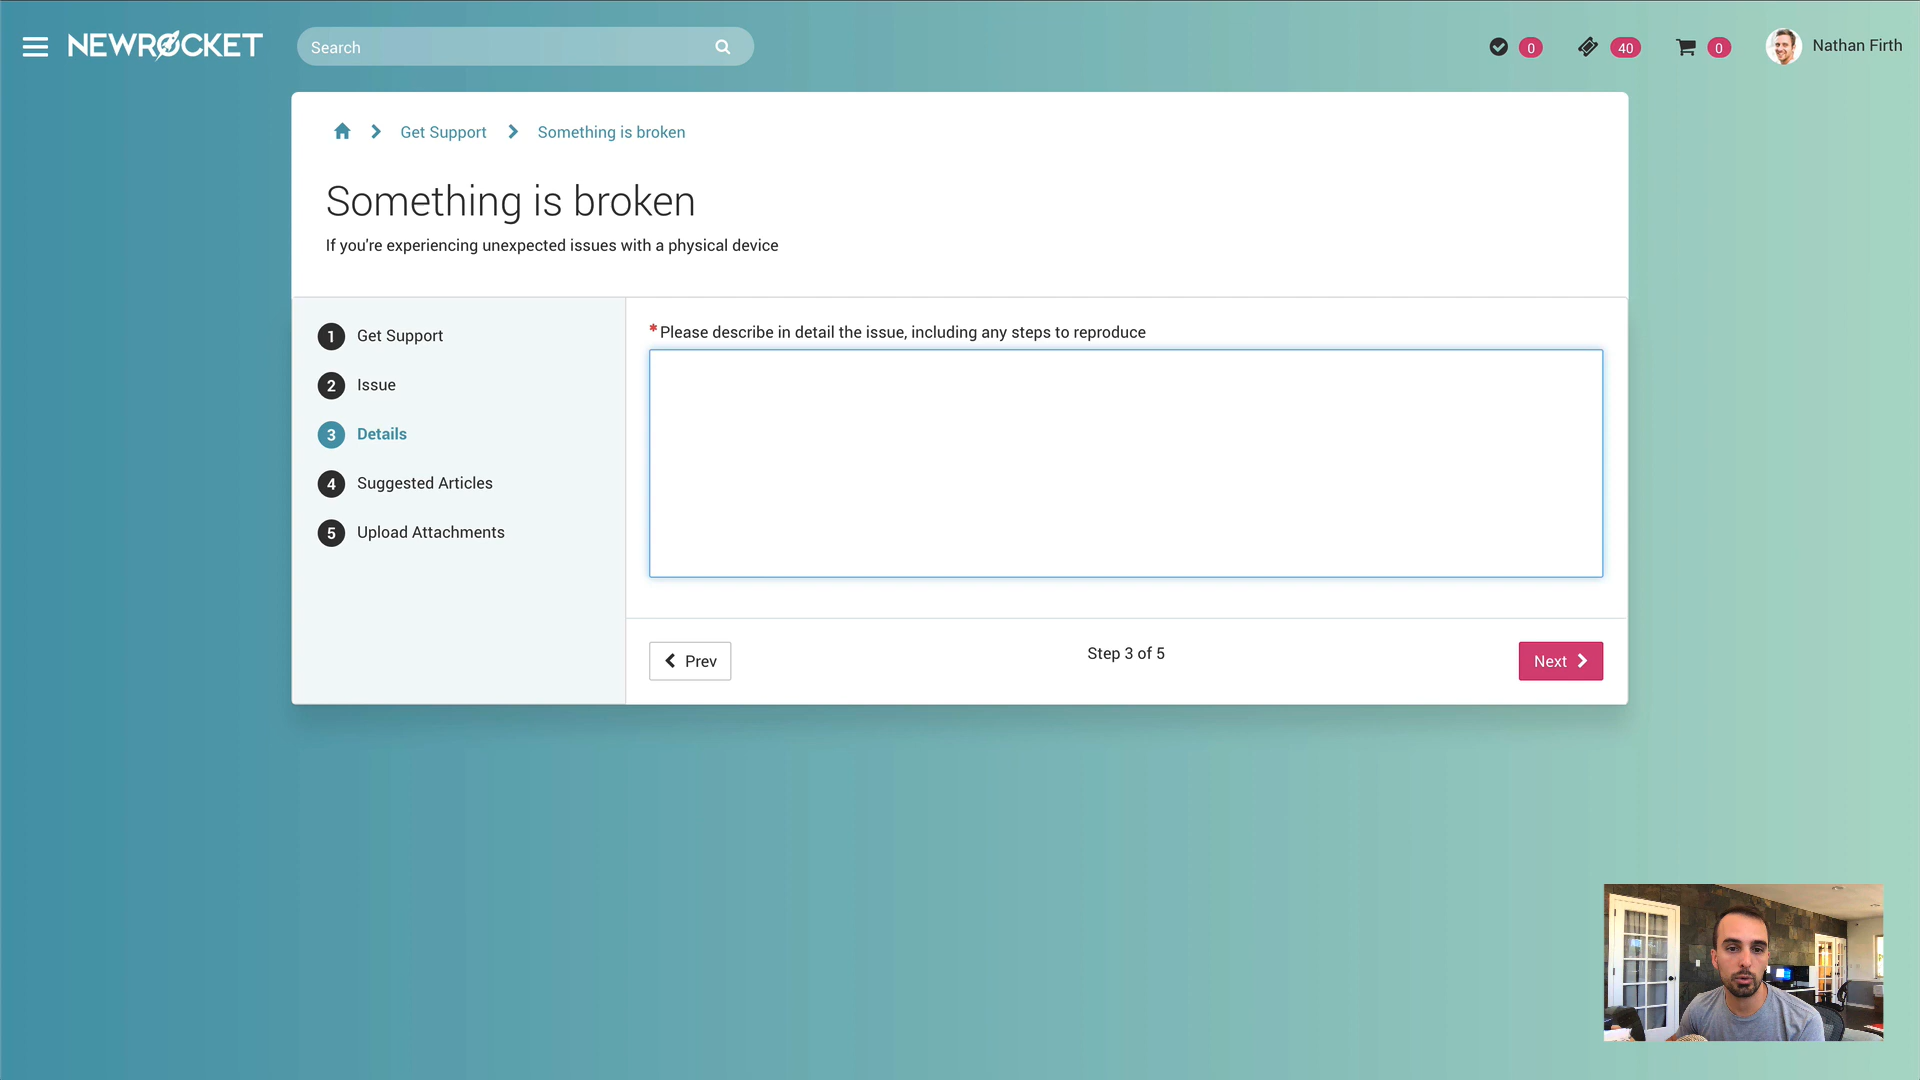 NEWROCKET
Search
0
40
0
Nathan Firth
Get Support
Something is broken
Something is broken
If you're experiencing unexpected issues with a physical device
1 Get Support
2 Issue
3 Details
4 Suggested Articles
5 Upload Attachments
* Please describe in detail the issue, including any steps to reproduce
Prev
Step 3 of 5
Next